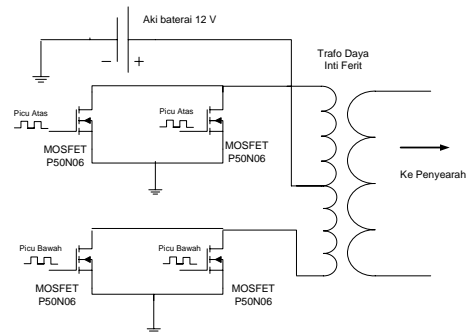 Aki baterai 12 V
Trafo Daya
Inti Ferit
Picu Atas
Picu Atas
MOSFET
P50N06
MOSFET
P50N06
Ke Penyearah
Picu Bawah
Picu Bawah
MOSFET
P50N06
MOSFET
P50N06